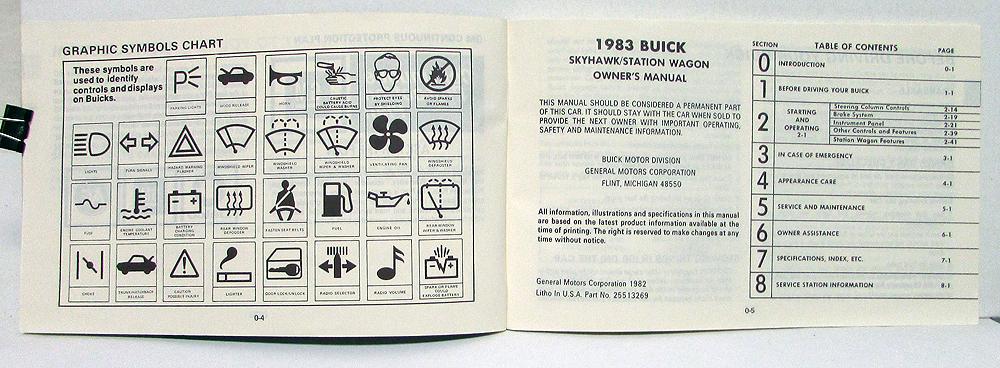 GRAPHIC SYMBOLS CHART
These symbols are
used to identify
controls and displays
on Buicks.
PARKING LIGHTS
HOOD RELEASE
HORN
CAUSTIC
BATTERY ACID
COULD CAUSE BURNS
PROTECT EYES
BY SHIELDING
AVOID SPARKS
OR FLAMES
LIGHTS
TURN SIGNALS
HAZARD WARNING
FLASHER
WINDSHIELD WIPER
WINDSHIELD
WASHER
WINDSHIELD
WIPER & WASHER
VENTILATING FAN
WINDSHIELD
DEFROSTER
FUSE
ENGINE COOLANT
TEMPERATURE
BATTERY
CHARGING
CONDITION
REAR WINDOW
DEFOGGER
FASTEN SEAT BELTS
FUEL
ENGINE OIL
REAR WINDOW
WIPER & WASHER
CHOKE
TRUNK/HATCHBACK
RELEASE
CAUTION
POSSIBLE INJURY
LIGHTER
DOOR LOCK/UNLOCK
RADIO SELECTOR
RADIO VOLUME
SPARK OR FLAME
COULD
EXPLODE BATTERY
0-4
1983 BUICK
SKYHAWK/STATION WAGON
OWNER'S MANUAL
THIS MANUAL SHOULD BE CONSIDERED A PERMANENT PART
OF THIS CAR. IT SHOULD STAY WITH THE CAR WHEN SOLD TO
PROVIDE THE NEXT OWNER WITH IMPORTANT OPERATING,
SAFETY AND MAINTENANCE INFORMATION.
BUICK MOTOR DIVISION
GENERAL MOTORS CORPORATION
FLINT, MICHIGAN 48550
All information, illustrations and specifications in this manual
are based on the latest product information available at the
time of printing. The right is reserved to make changes at any
time without notice.
General Motors Corporation 1982
Litho In U.S.A. Part No. 25513269
SECTION TABLE OF CONTENTS PAGE
0 INTRODUCTION 0-1
1 BEFORE DRIVING YOUR BUICK 1-1
2 STARTING AND OPERATING 2-1
Steering Column Controls 2-14
Brake System 2-19
Instrument Panel 2-21
Other Controls and Features 2-39
Station Wagon Features 2-41
3 IN CASE OF EMERGENCY 3-1
4 APPEARANCE CARE 4-1
5 SERVICE AND MAINTENANCE 5-1
6 OWNER ASSISTANCE 6-1
7 SPECIFICATIONS, INDEX, ETC. 7-1
8 SERVICE STATION INFORMATION 8-1
0-5